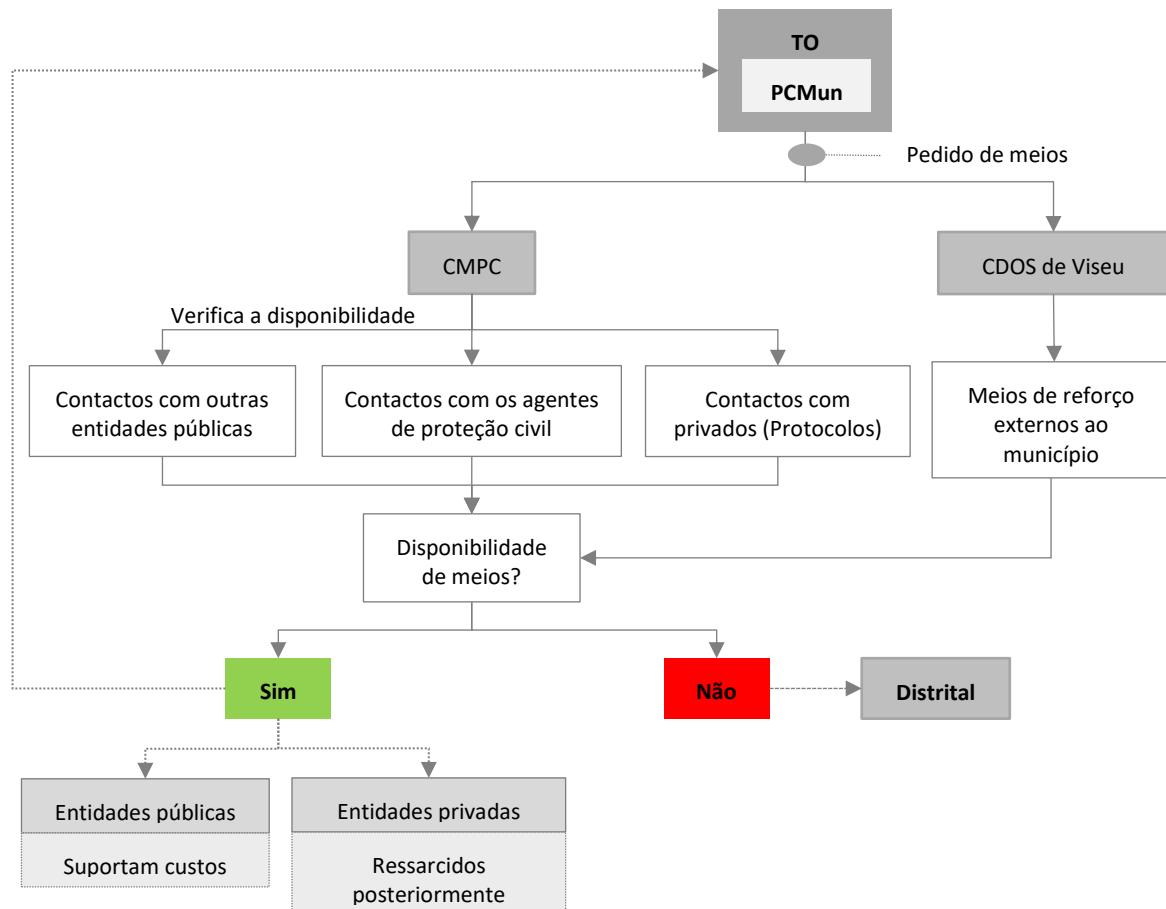 TO
PCMun
Pedido de meios
CMPC
CDOS de Viseu
Verifica a disponibilidade
Contactos com outras
entidades públicas
Contactos com os agentes
de proteção civil
Contactos com
privados (Protocolos)
Meios de reforço
externos ao
município
Disponibilidade
de meios?
Sim
Não
Distrital
Entidades públicas
Suportam custos
Entidades privadas
Ressarcidos
posteriormente